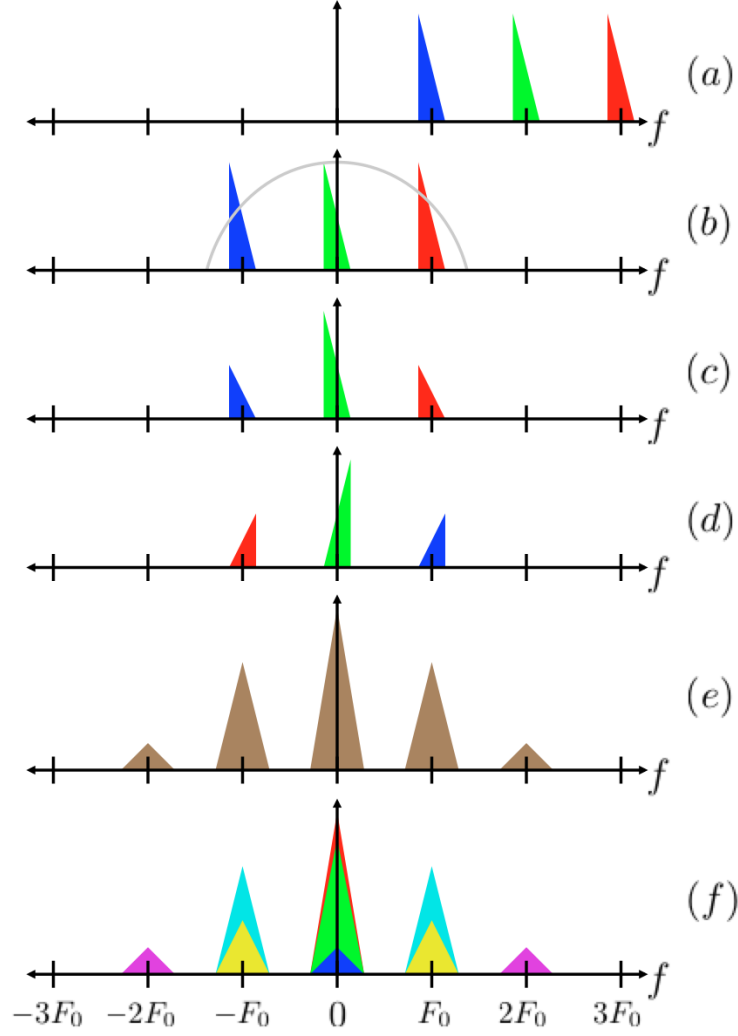 (a)
f
(b)
f
(c)
f
(d)
f
(e)
f
(f)
f
−3F₀ −2F₀ −F₀ 0 F₀ 2F₀ 3F₀